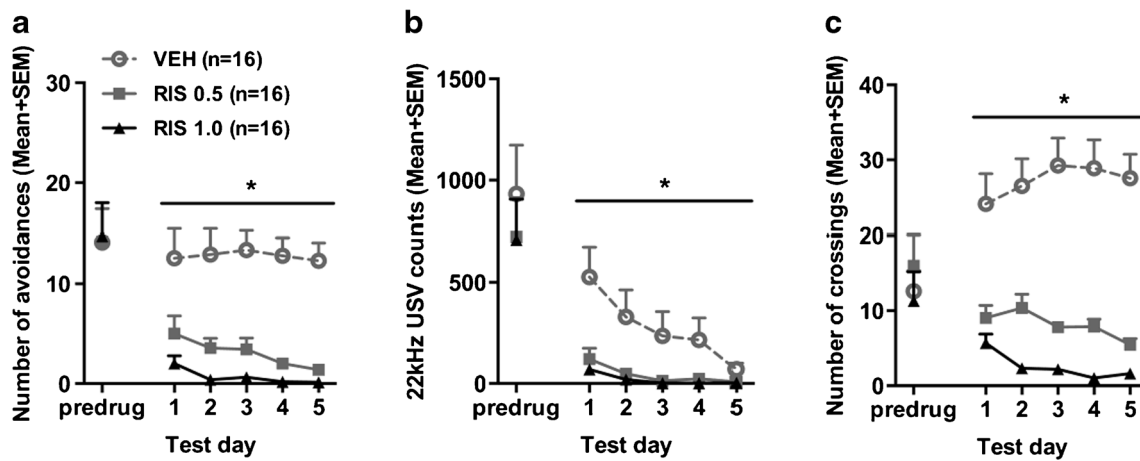 a
Number of avoidances (Mean+SEM)
VEH (n=16)
RIS 0.5 (n=16)
RIS 1.0 (n=16)
30
20
10
0
*
predrug 1 2 3 4 5
Test day
b
22kHz USV counts (Mean+SEM)
1500
1000
500
0
*
predrug 1 2 3 4 5
Test day
c
Number of crossings (Mean+SEM)
40
30
20
10
0
*
predrug 1 2 3 4 5
Test day